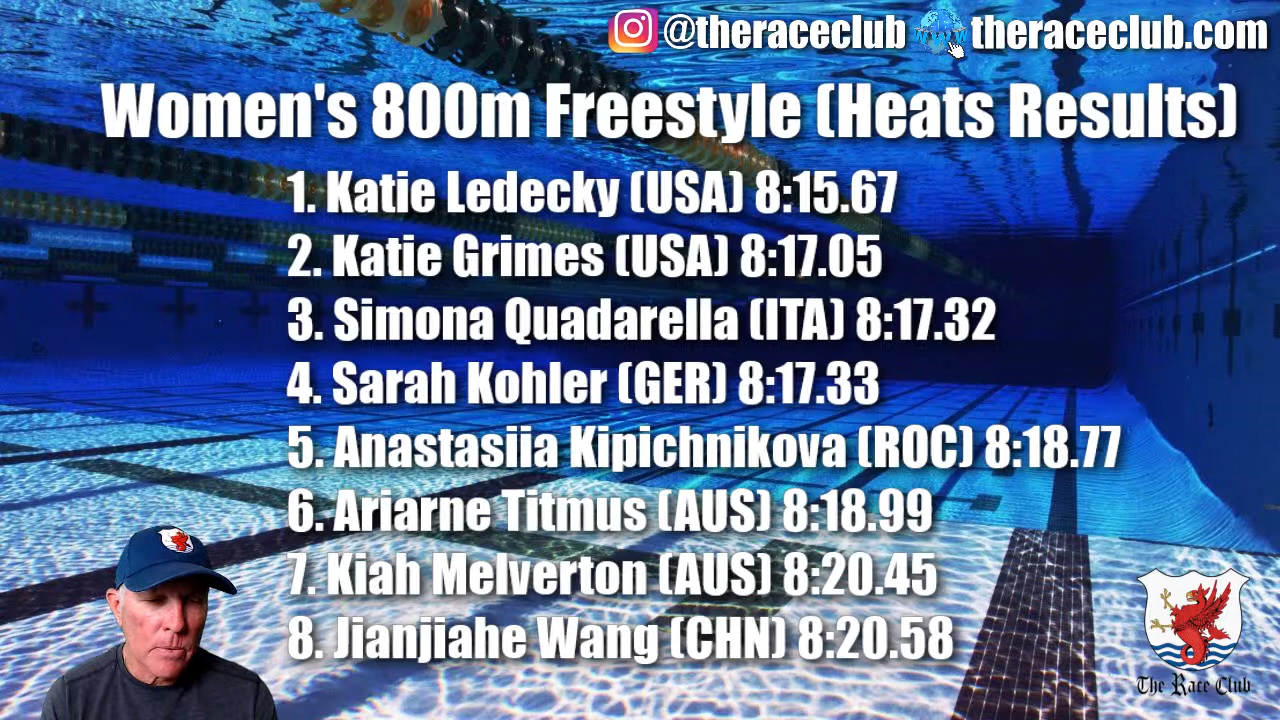 @theraceclub www theraceclub.com
Women's 800m Freestyle (Heats Results)
1. Katie Ledecky (USA) 8:15.67
2. Katie Grimes (USA) 8:17.05
3. Simona Quadarella (ITA) 8:17.32
4. Sarah Kohler (GER) 8:17.33
5. Anastasiia Kipichnikova (ROC) 8:18.77
6. Ariarne Titmus (AUS) 8:18.99
7. Kiah Melverton (AUS) 8:20.45
8. Jianjiahe Wang (CHN) 8:20.58
The Race Club